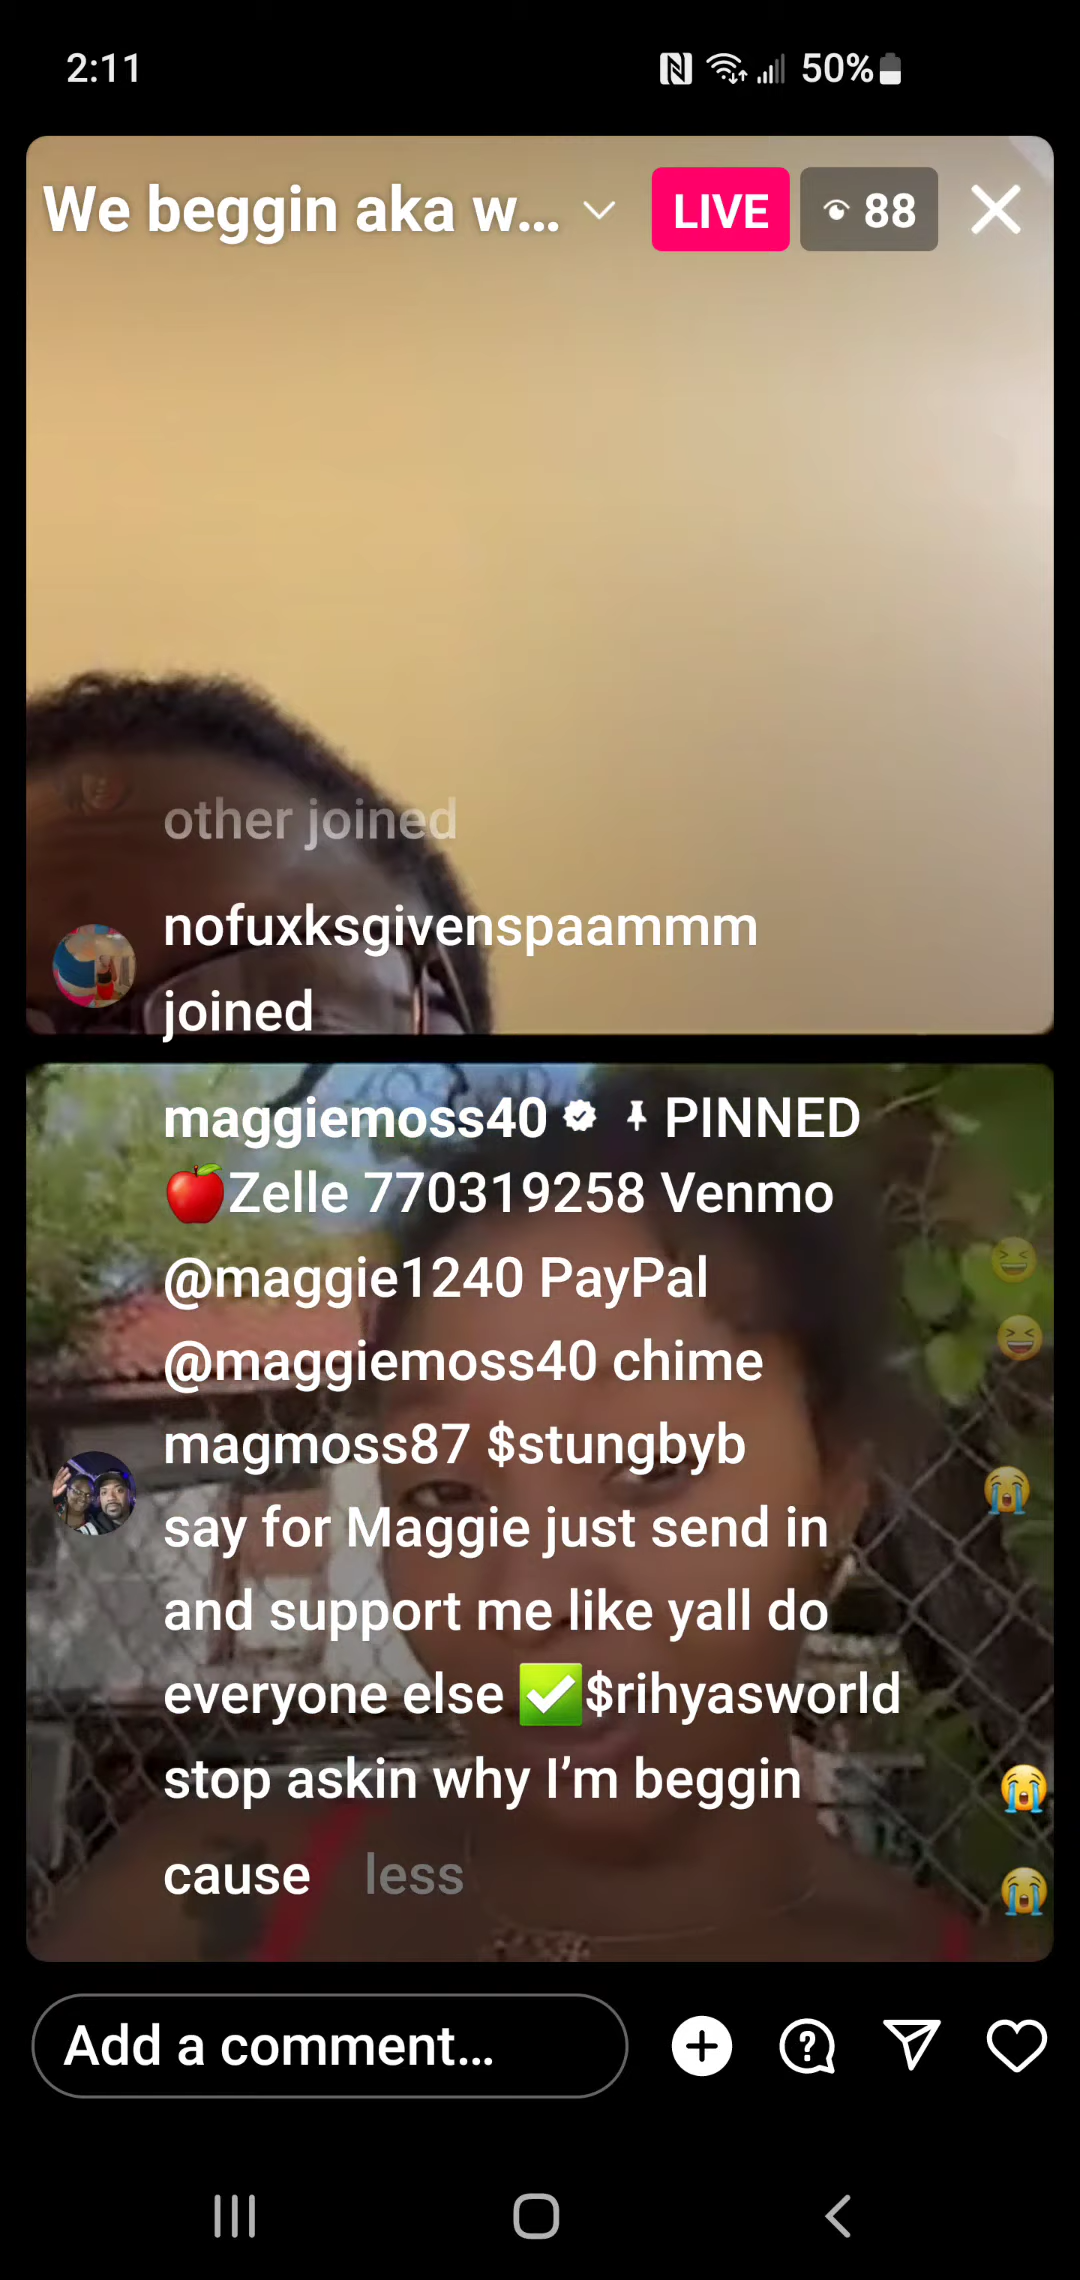 2:11 50%
We beggin aka w... LIVE 88
other joined
nofuxksgivenspaammm
joined
maggiemoss40 PINNED
🍎Zelle 770319258 Venmo
@maggie1240 PayPal
@maggiemoss40 chime
magmoss87 $stungbyb
say for Maggie just send in
and support me like yall do
everyone else ✅$rihyasworld
stop askin why I’m beggin
cause less
Add a comment...